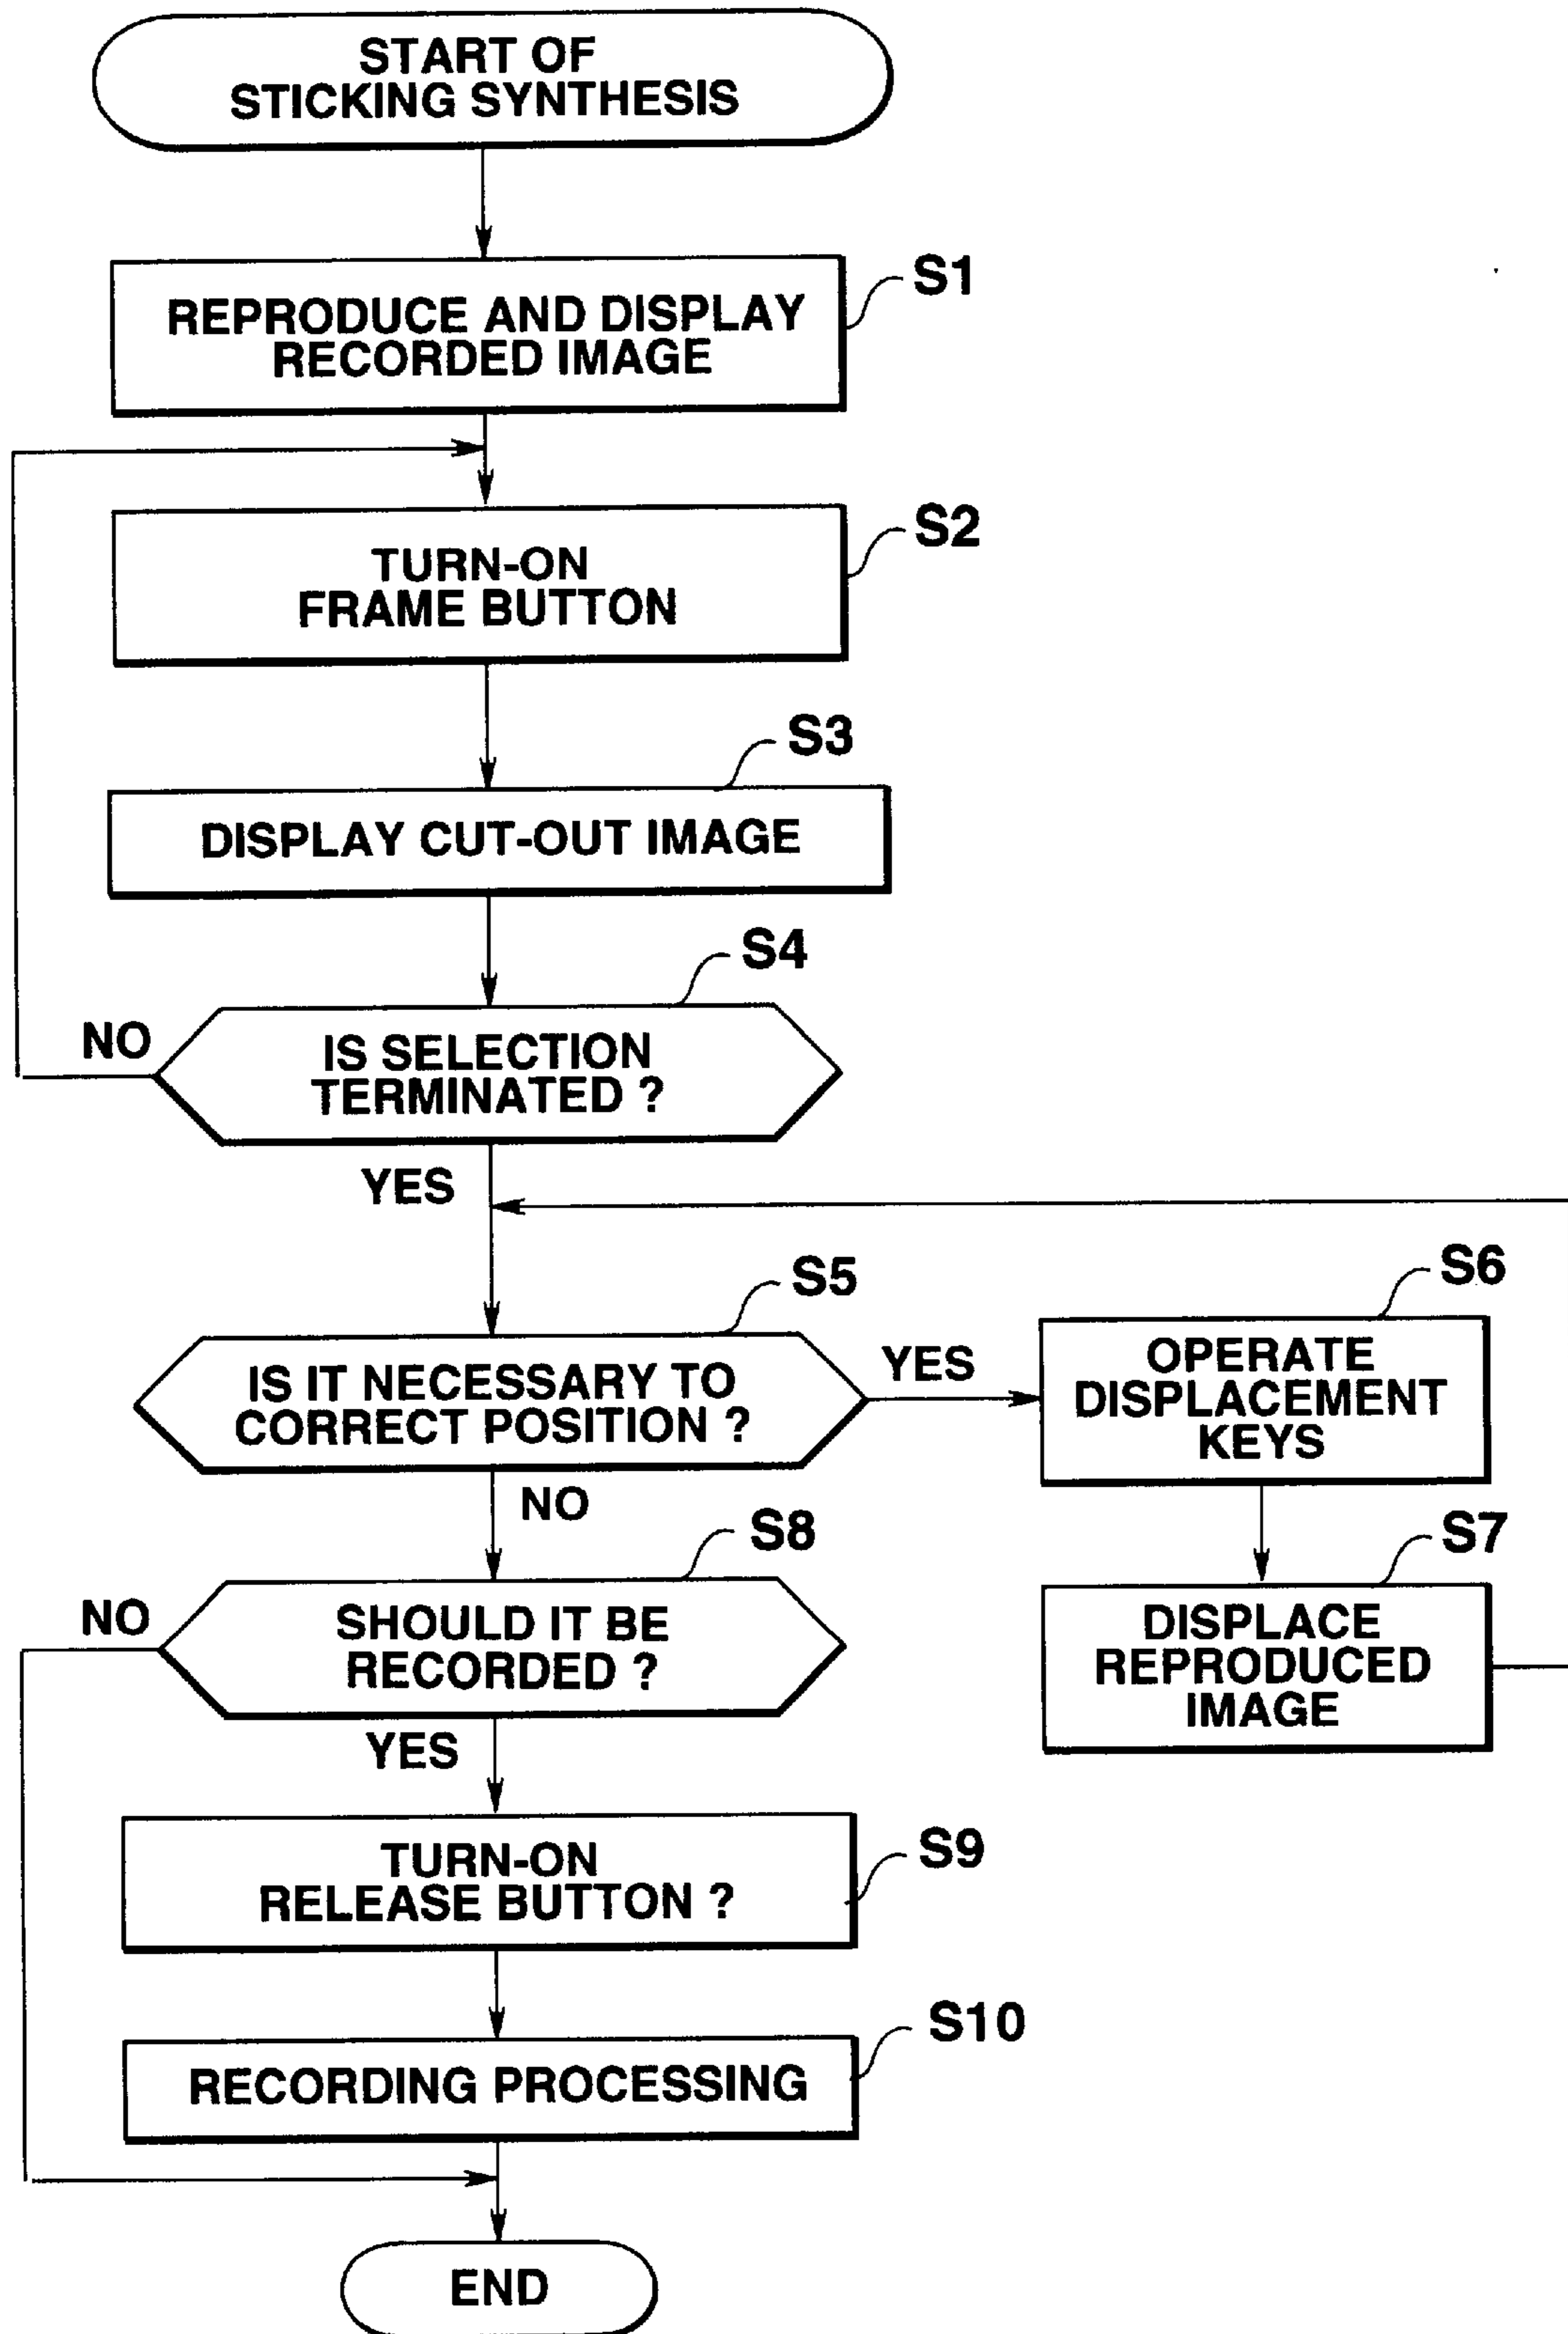 START OF
STICKING SYNTHESIS
S1
REPRODUCE AND DISPLAY
RECORDED IMAGE
S2
TURN-ON
FRAME BUTTON
S3
DISPLAY CUT-OUT IMAGE
S4
NO
IS SELECTION
TERMINATED ?
YES
S5
IS IT NECESSARY TO
CORRECT POSITION ?
YES
S6
OPERATE
DISPLACEMENT
KEYS
S7
DISPLACE
REPRODUCED
IMAGE
NO
S8
NO
SHOULD IT BE
RECORDED ?
YES
S9
TURN-ON
RELEASE BUTTON ?
S10
RECORDING PROCESSING
END